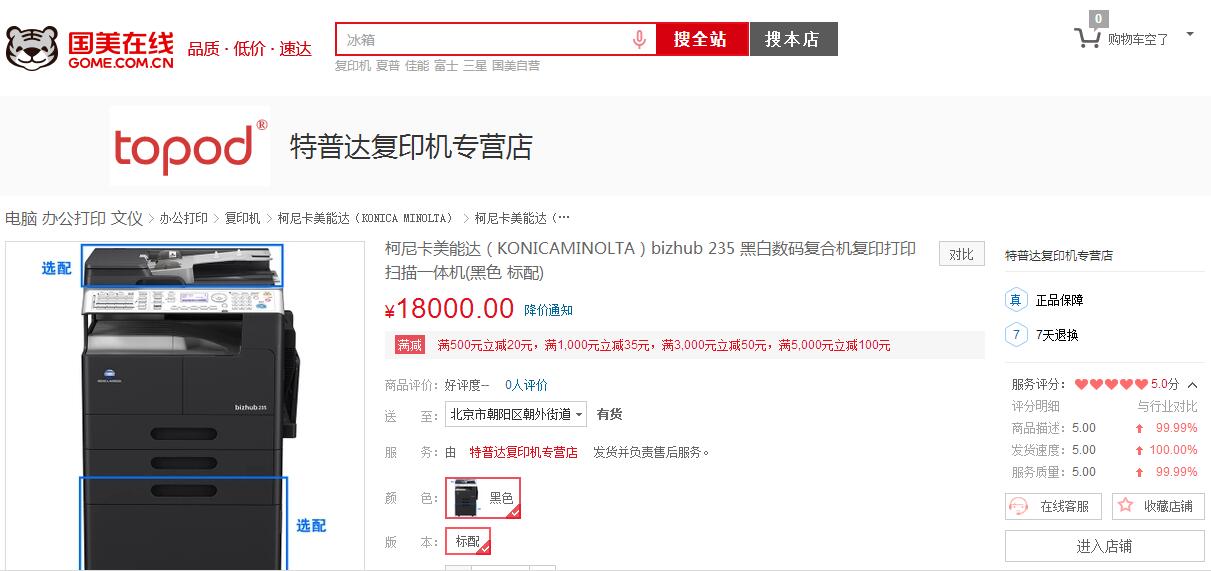 国美在线
GOME.COM.CN
品质 · 低价 · 速达
冰箱
搜全站
搜本店
0
购物车空了
复印机 夏普 佳能 富士 三星 国美自营
topod®
特普达复印机专营店
电脑 办公打印 文仪 > 办公打印 > 复印机 > 柯尼卡美能达（KONICA MINOLTA） > 柯尼卡美能达（…
选配
bizhub 235
选配
柯尼卡美能达（KONICAMINOLTA）bizhub 235 黑白数码复合机复印打印
扫描一体机(黑色 标配)
对比
¥18000.00 降价通知
满减 满500元立减20元，满1,000元立减35元，满3,000元立减50元，满5,000元立减100元
商品评价：好评度-- 0人评价
送 至：北京市朝阳区朝外街道 有货
服 务：由 特普达复印机专营店 发货并负责售后服务。
颜 色：黑色
版 本：标配
特普达复印机专营店
真 正品保障
7 7天退换
服务评分：5.0分
评分明细 与行业对比
商品描述：5.00 99.99%
发货速度：5.00 100.00%
服务质量：5.00 99.99%
在线客服 收藏店铺
进入店铺